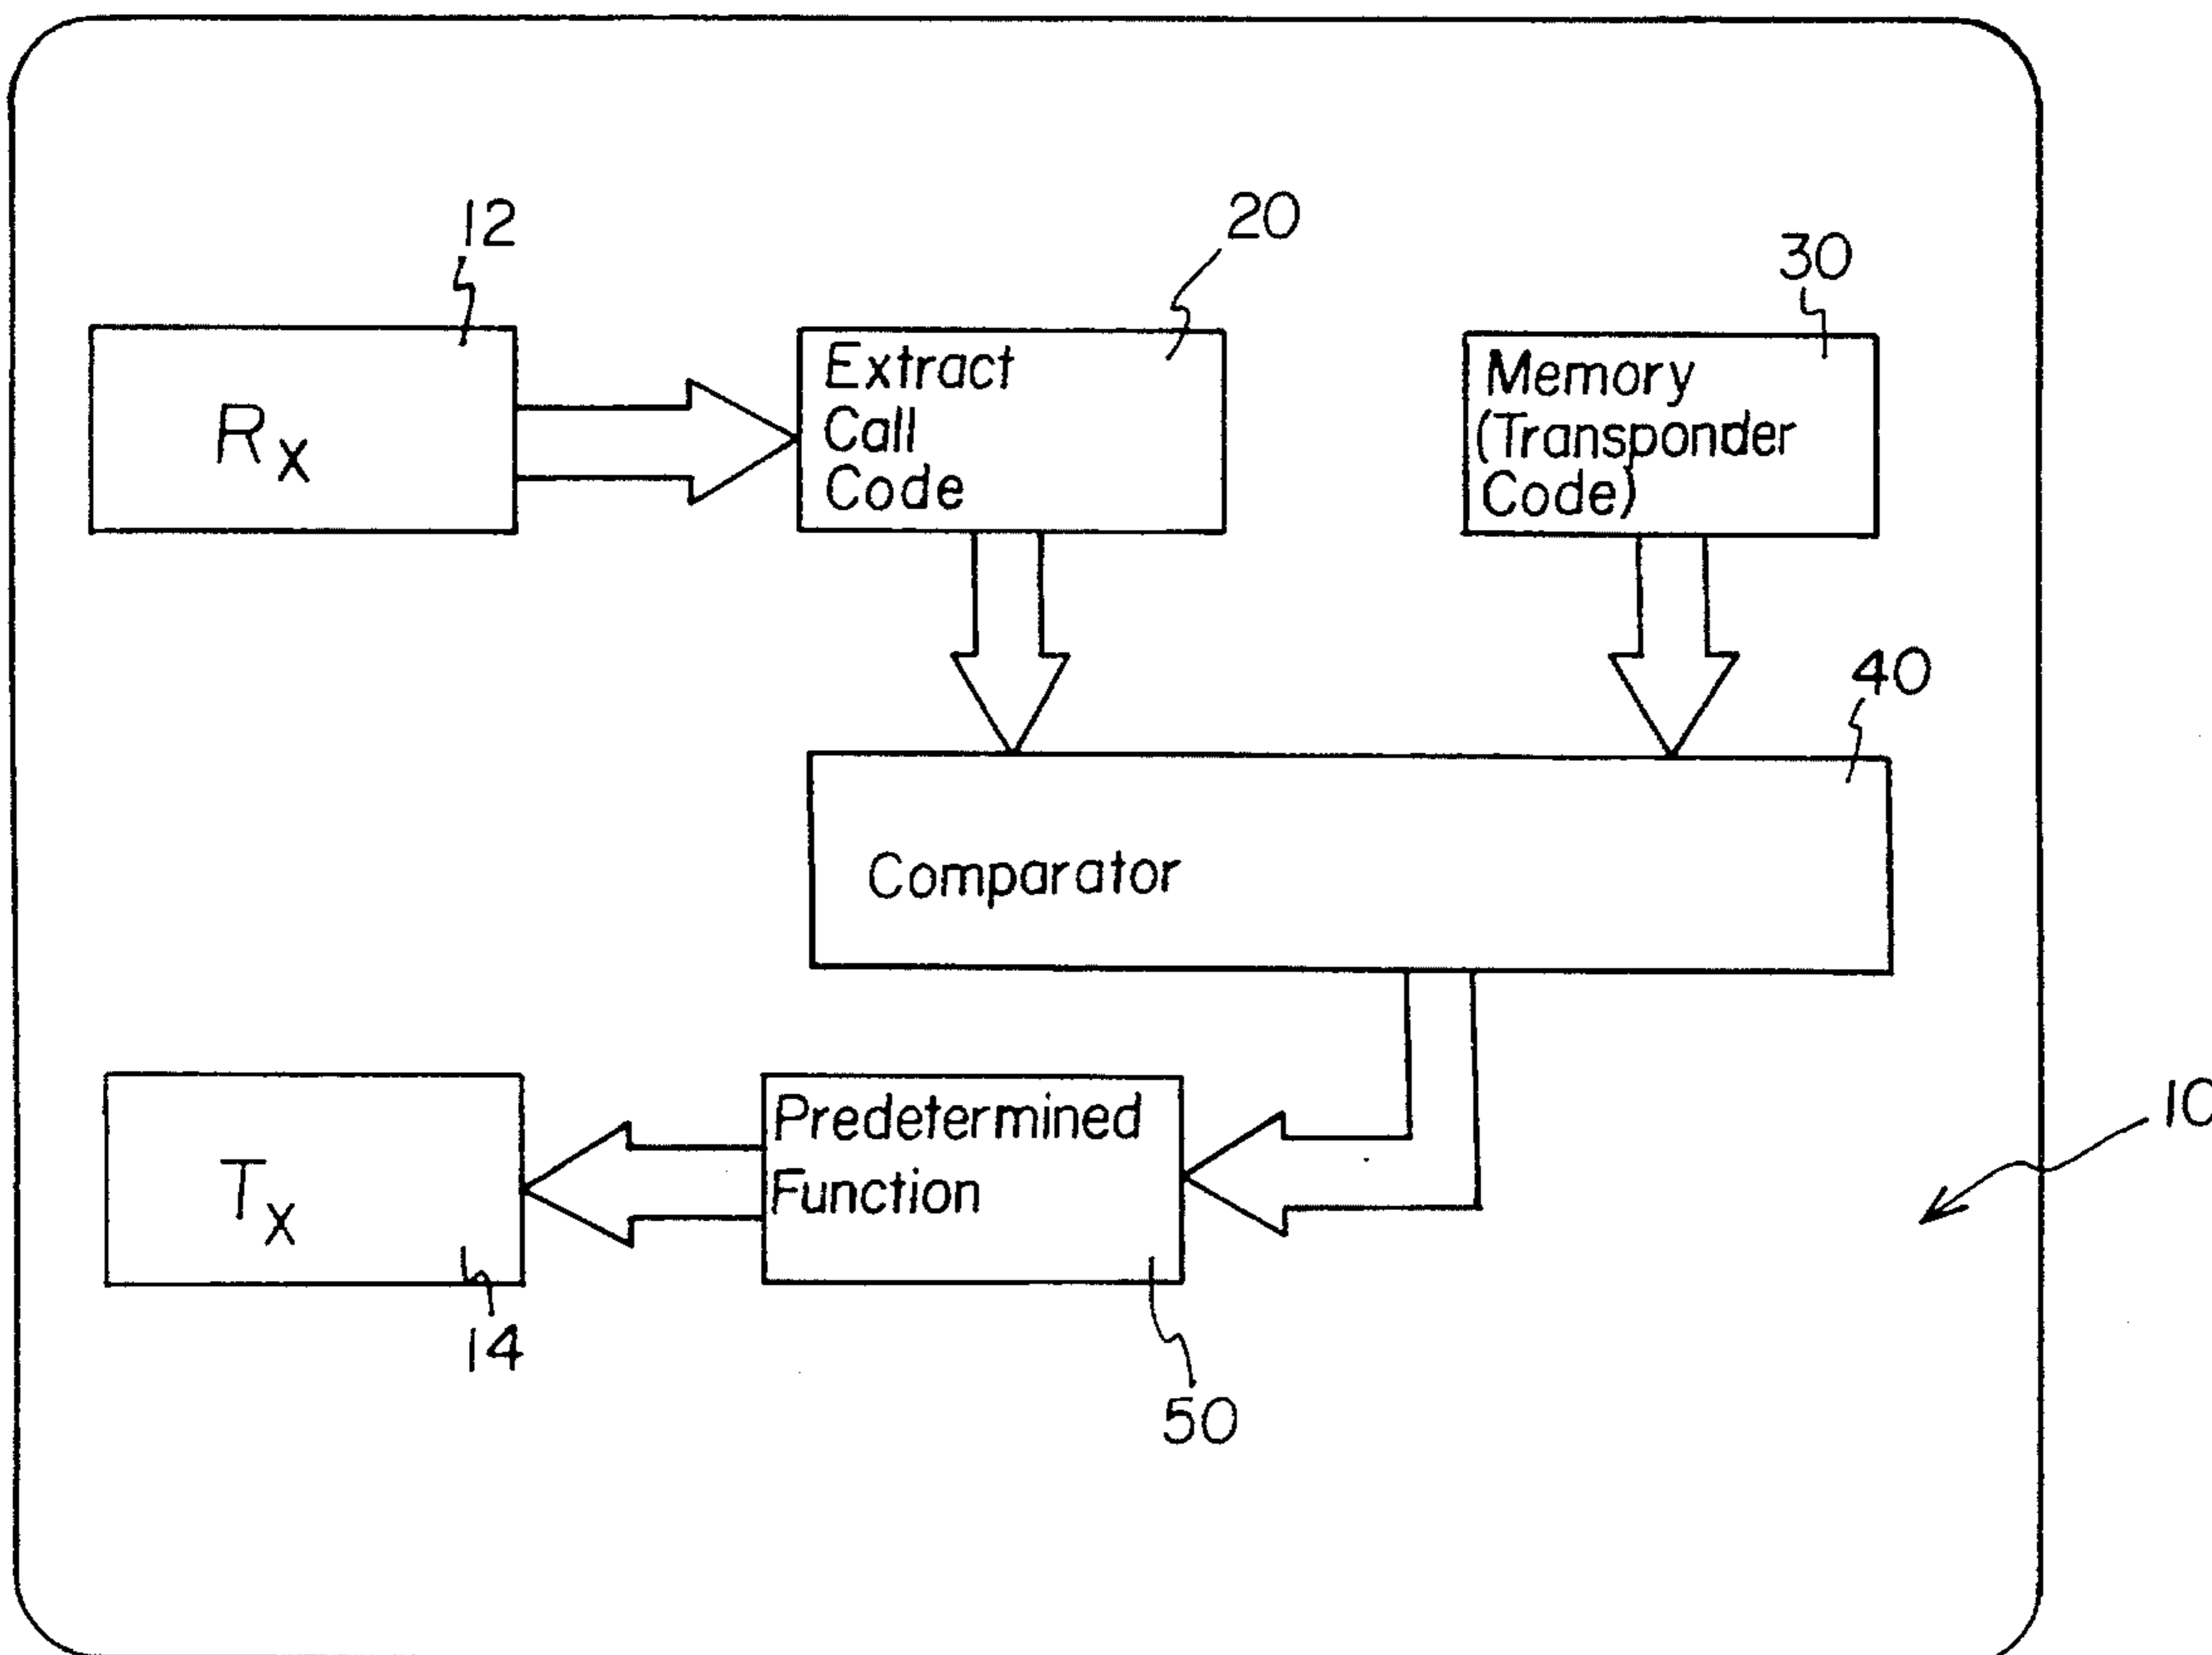 12
20
30
Rx
Extract
Call
Code
Memory
(Transponder
Code)
40
Comparator
10
Tx
Predetermined
Function
14
50